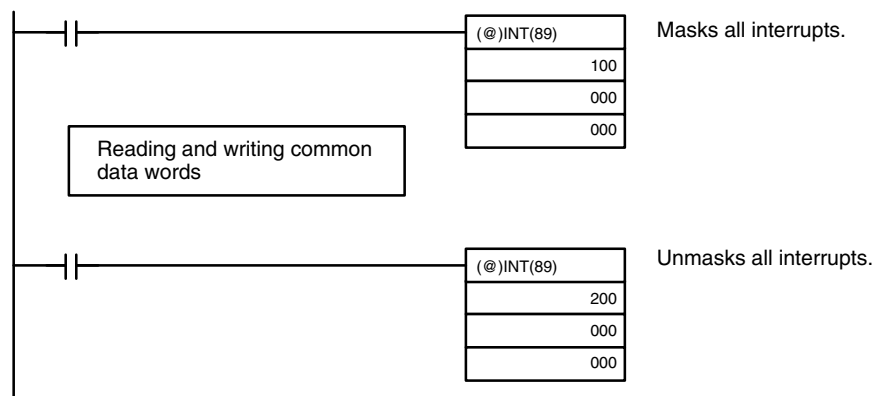 (@)INT(89)
Masks all interrupts.
100
000
000
Reading and writing common
data words
(@)INT(89)
Unmasks all interrupts.
200
000
000